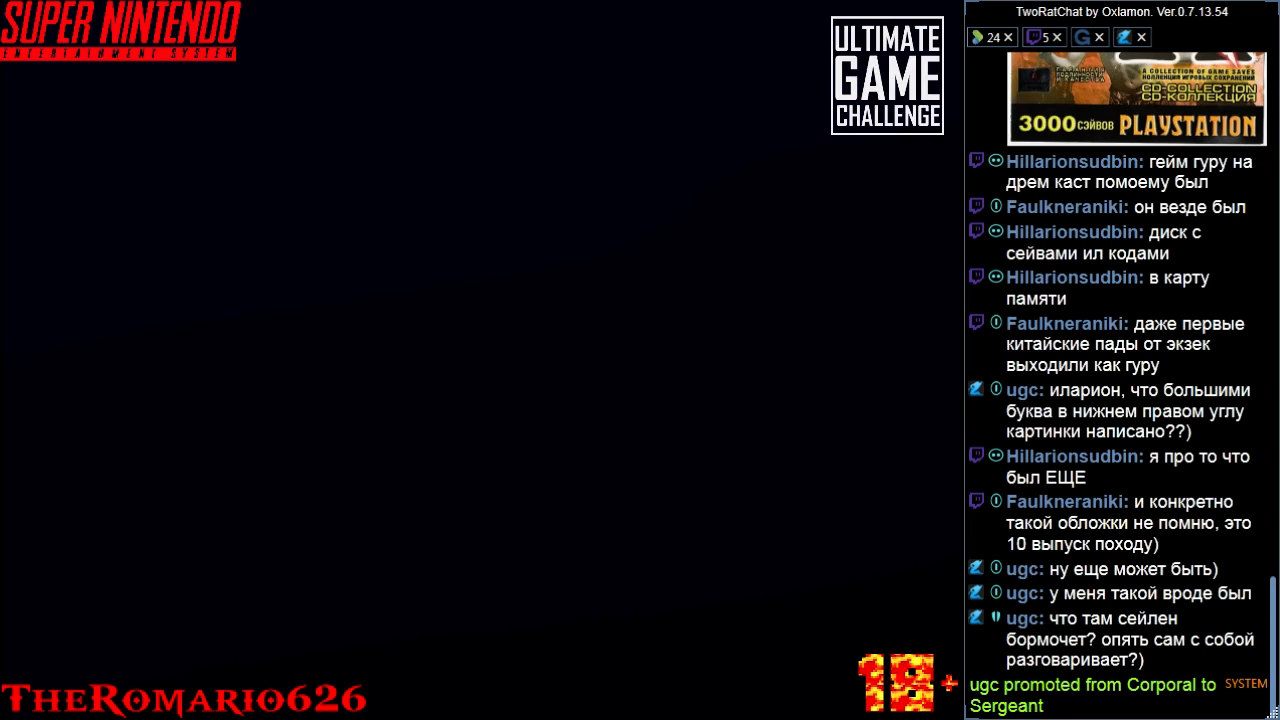 SUPER NINTENDO
ENTERTAINMENT SYSTEM
ULTIMATE
GAME
CHALLENGE
TheRomario626
18+
TwoRatChat by Oxlamon. Ver.0.7.13.54
24 5
A COLLECTION OF GAME SAVES
КОЛЛЕКЦИЯ ИГРОВЫХ СОХРАНЕНИЙ
CD-COLLECTION
CD-КОЛЛЕКЦИЯ
3000 СЭЙВОВ PLAYSTATION
Hillarionsudbin: гейм гуру на
дрем каст помоему был
Faulkneraniki: он везде был
Hillarionsudbin: диск с
сейвами ил кодами
Hillarionsudbin: в карту
памяти
Faulkneraniki: даже первые
китайские пады от экзек
выходили как гуру
ugc: иларион, что большими
буква в нижнем правом углу
картинки написано??)
Hillarionsudbin: я про то что
был ЕЩЕ
Faulkneraniki: и конкретно
такой обложки не помню, это
10 выпуск походу)
ugc: ну еще может быть)
ugc: у меня такой вроде был
ugc: что там сейлен
бормочет? опять сам с собой
разговаривает?)
ugc promoted from Corporal to SYSTEM
Sergeant